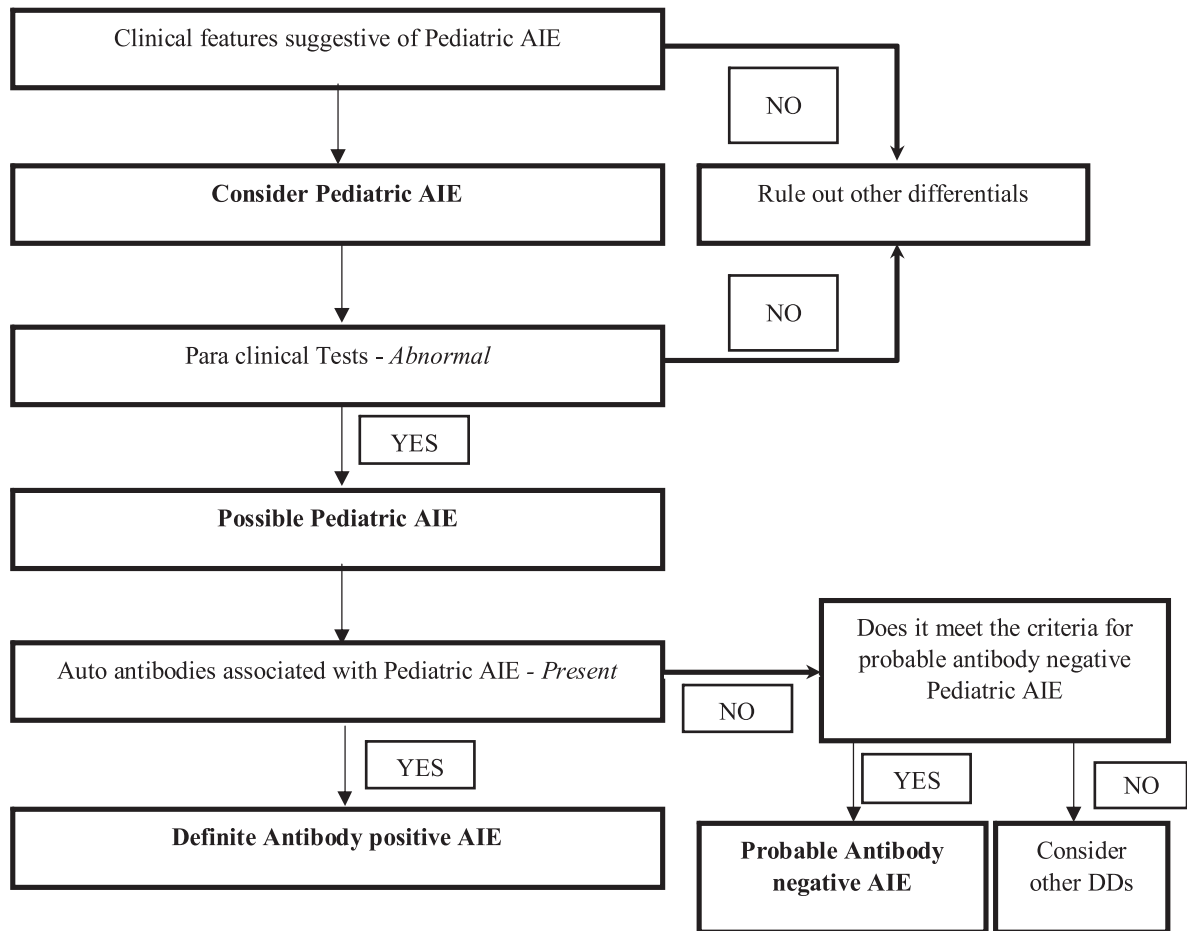 Clinical features suggestive of Pediatric AIE
NO
Consider Pediatric AIE
Rule out other differentials
NO
Para clinical Tests - Abnormal
YES
Possible Pediatric AIE
Auto antibodies associated with Pediatric AIE - Present
NO
Does it meet the criteria for
probable antibody negative
Pediatric AIE
YES
YES
NO
Definite Antibody positive AIE
Probable Antibody
negative AIE
Consider
other DDs